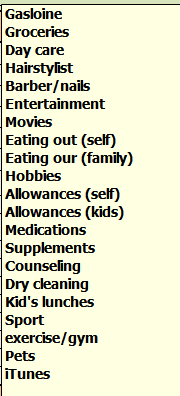 Gasloine
Groceries
Day care
Hairstylist
Barber/nails
Entertainment
Movies
Eating out (self)
Eating our (family)
Hobbies
Allowances (self)
Allowances (kids)
Medications
Supplements
Counseling
Dry cleaning
Kid's lunches
Sport
exercise/gym
Pets
iTunes